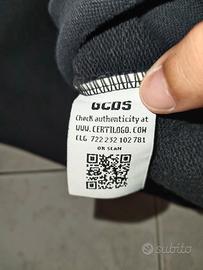 GCDS
Check authenticity at
WWW.CERTILOGO.COM
CLG 722 232 102 781
OR SCAN
subito